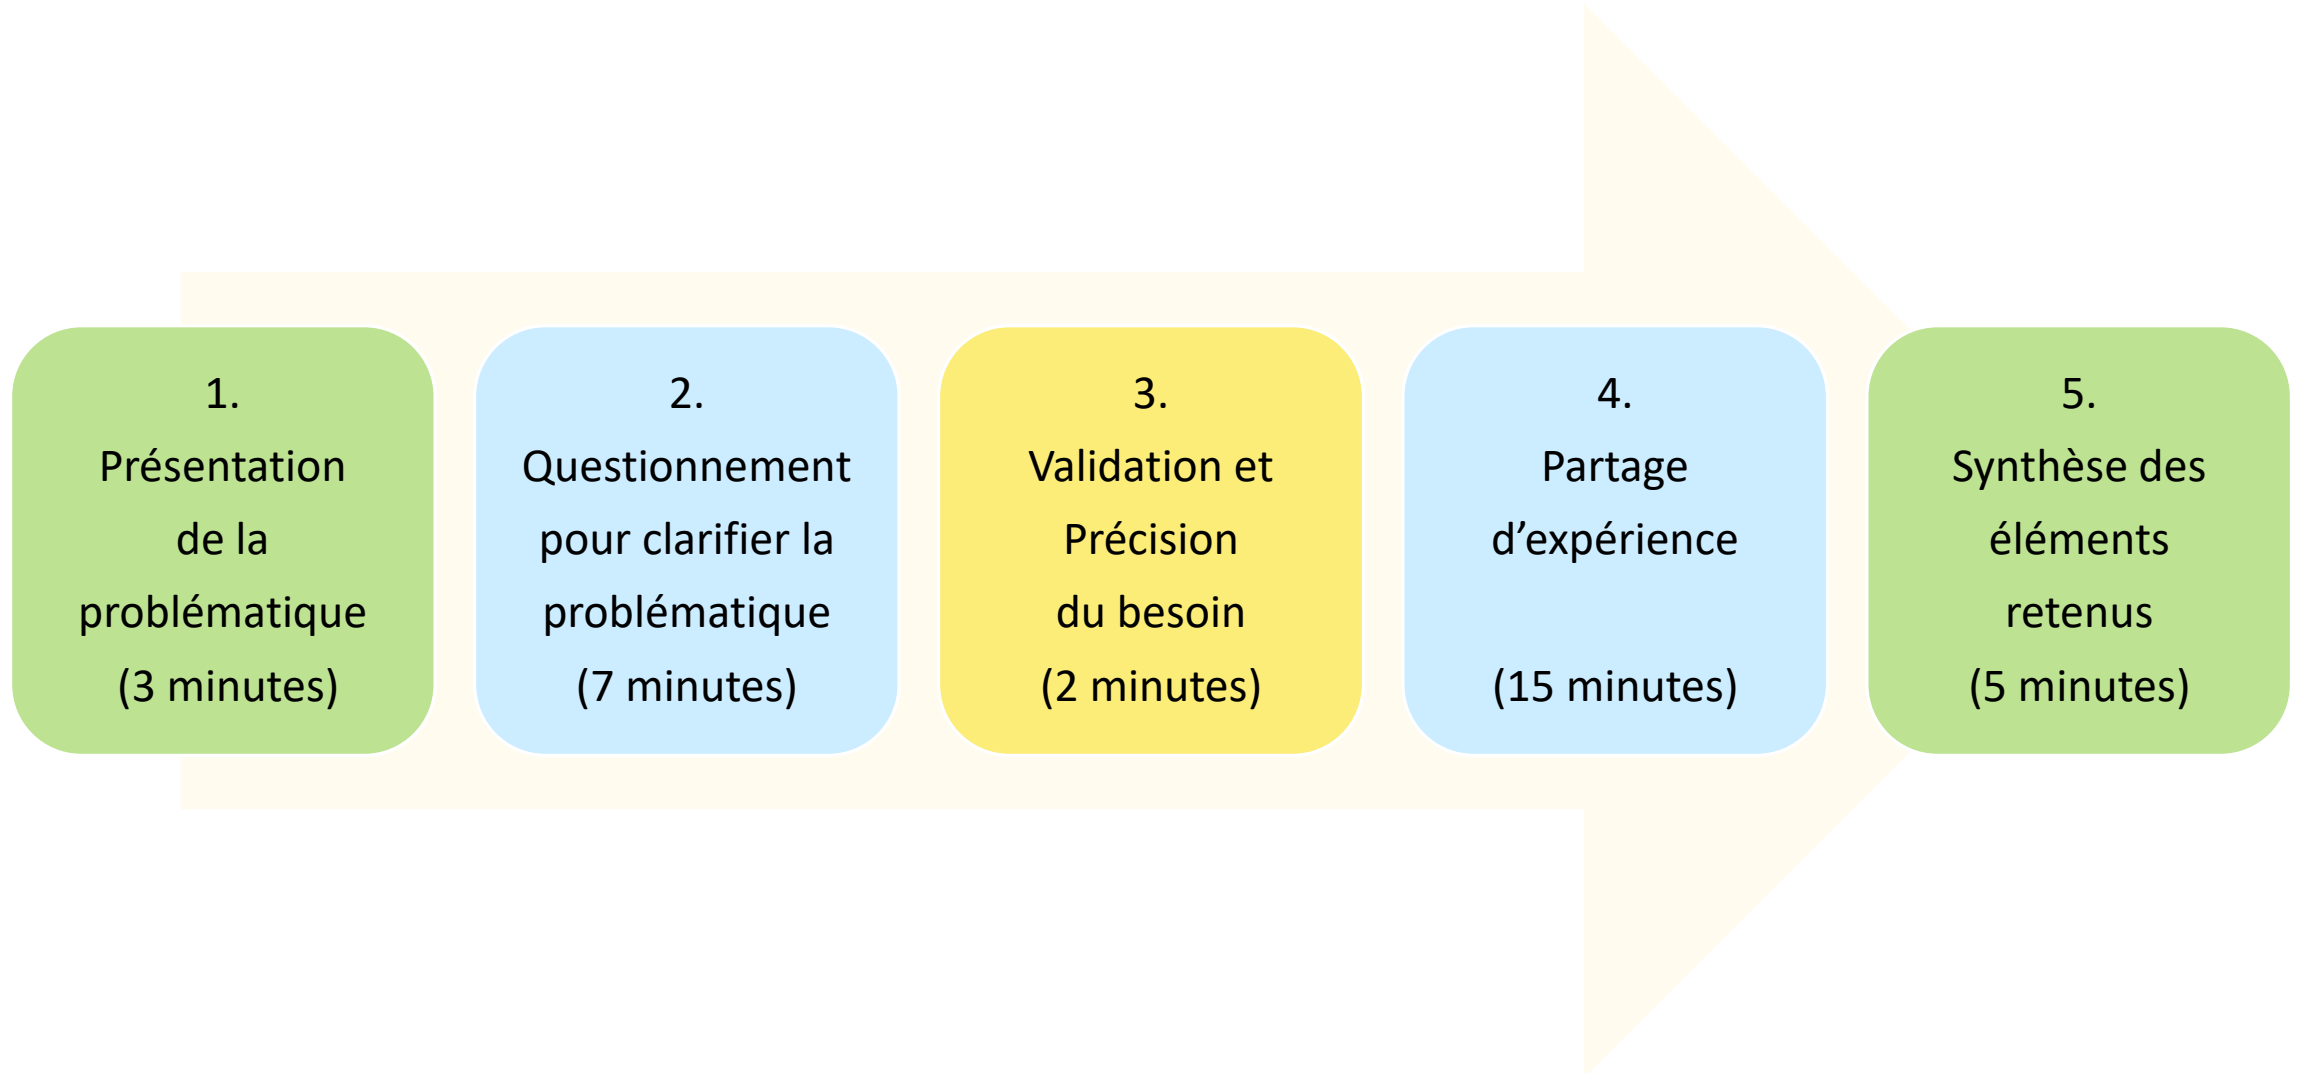 1.
Présentation
de la
problématique
(3 minutes)
2.
Questionnement
pour clarifier la
problématique
(7 minutes)
3.
Validation et
Précision
du besoin
(2 minutes)
4.
Partage
d’expérience
(15 minutes)
5.
Synthèse des
éléments
retenus
(5 minutes)